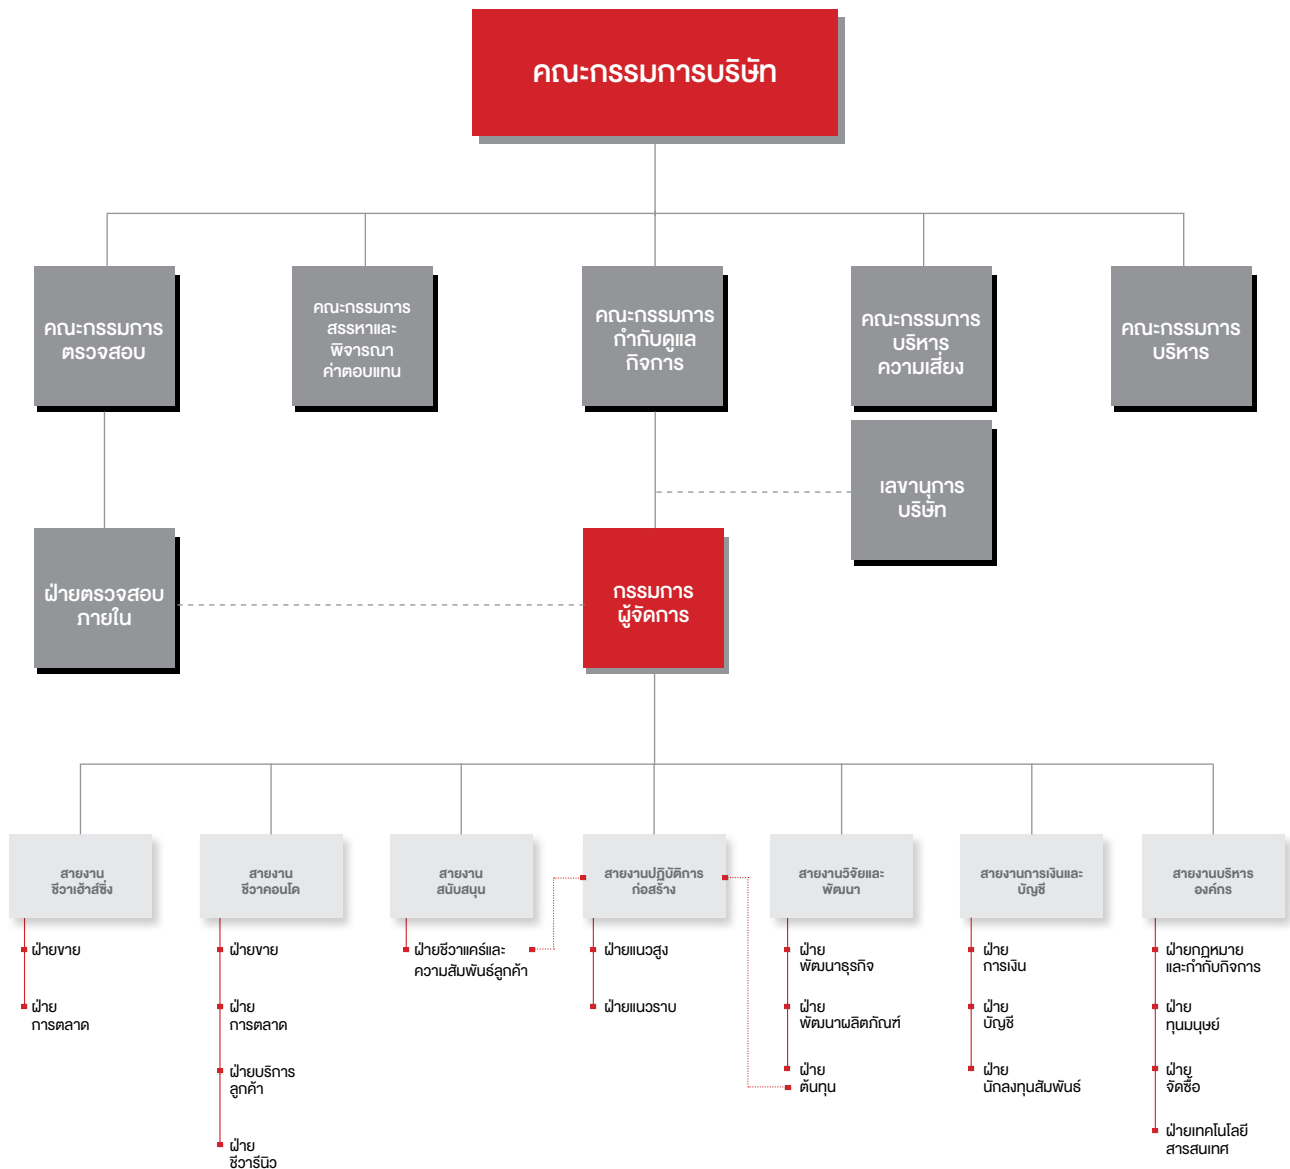 คณะกรรมการบริษัท
คณะกรรมการ
ตรวจสอบ
คณะกรรมการ
สรรหาและ
พิจารณา
ค่าตอบแทน
คณะกรรมการ
กำกับดูแล
กิจการ
คณะกรรมการ
บริหาร
ความเสี่ยง
คณะกรรมการ
บริหาร
เลขานุการ
บริษัท
ฝ่ายตรวจสอบ
ภายใน
กรรมการ
ผู้จัดการ
สายงาน
ชีวาเฮ้าส์ซิ่ง
สายงาน
ชีวาคอนโด
สายงาน
สนับสนุน
สายงานปฏิบัติการ
ก่อสร้าง
สายงานวิจัยและ
พัฒนา
สายงานการเงินและ
บัญชี
สายงานบริหาร
องค์กร
ฝ่ายขาย
ฝ่าย
การตลาด
ฝ่ายขาย
ฝ่าย
การตลาด
ฝ่ายบริการ
ลูกค้า
ฝ่าย
ชีวารีนิว
ฝ่ายชีวาแคร์และ
ความสัมพันธ์ลูกค้า
ฝ่ายแนวสูง
ฝ่ายแนวราบ
ฝ่าย
พัฒนาธุรกิจ
ฝ่าย
พัฒนาผลิตภัณฑ์
ฝ่าย
ต้นทุน
ฝ่าย
การเงิน
ฝ่าย
บัญชี
ฝ่าย
นักลงทุนสัมพันธ์
ฝ่ายกฎหมาย
และกำกับกิจการ
ฝ่าย
ทุนมนุษย์
ฝ่าย
จัดซื้อ
ฝ่ายเทคโนโลยี
สารสนเทศ